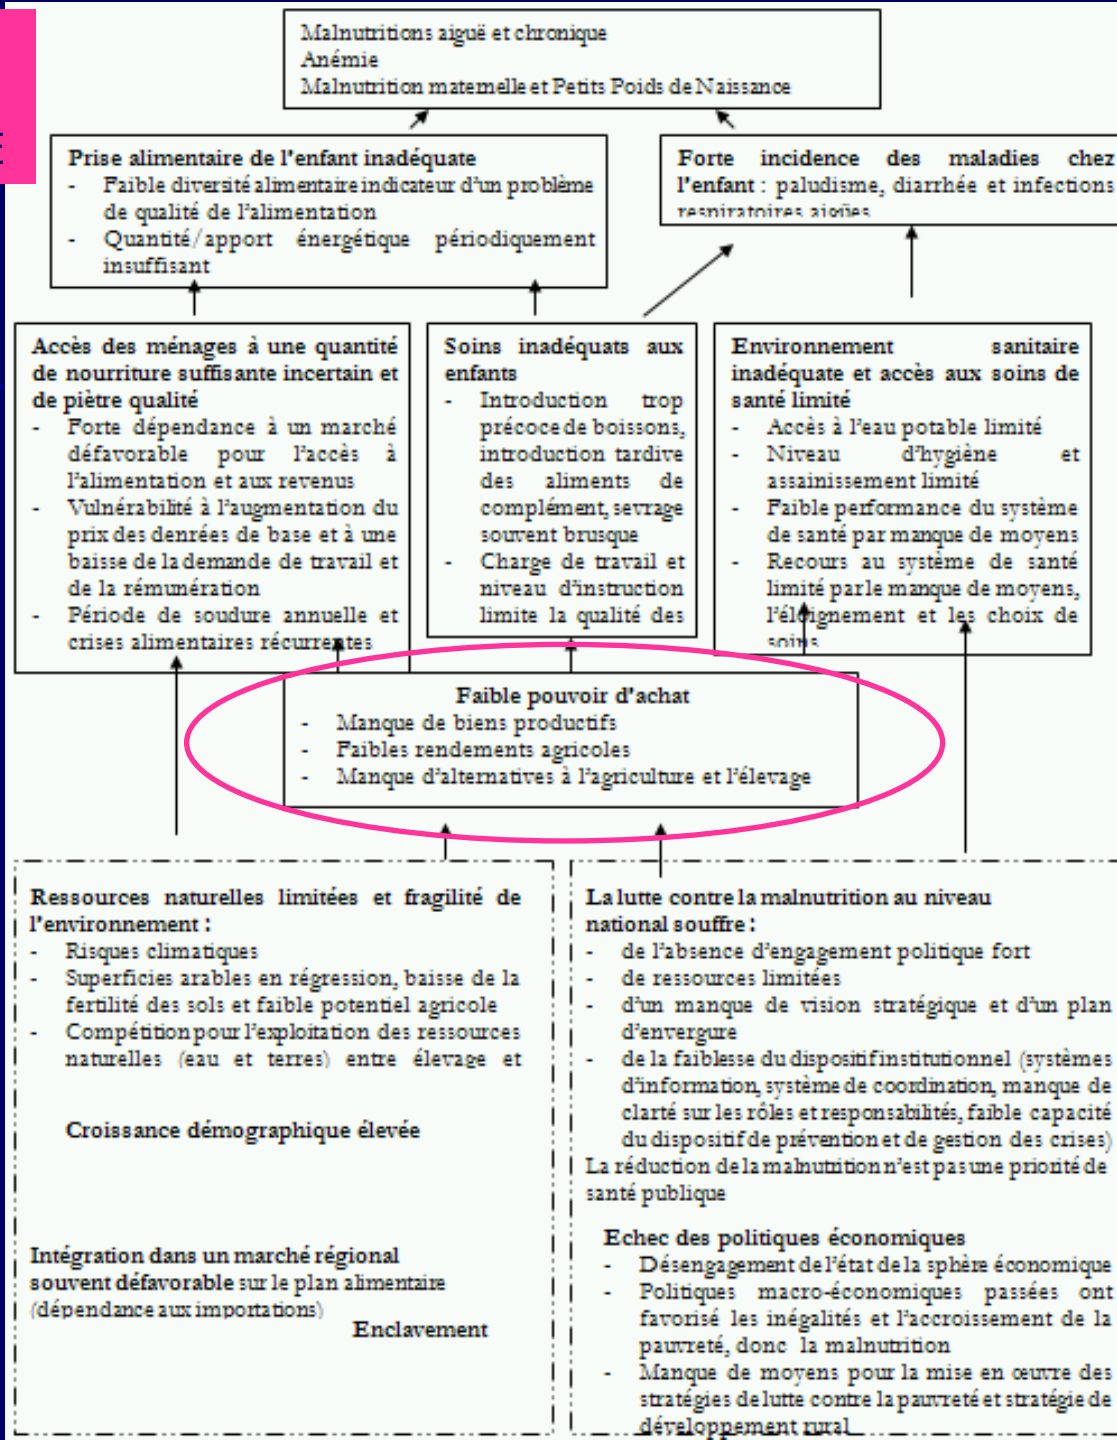 Malnutritions aiguë et chronique
Anémie
Malnutrition maternelle et Petits Poids de Naissance
Prise alimentaire de l'enfant inadéquate
- Faible diversité alimentaire indicateur d'un problème
de qualité de l'alimentation
- Quantité/apport énergétique périodiquement
insuffisant
Forte incidence des maladies chez
l'enfant : paludisme, diarrhée et infections
respiratoires aigües
Accès des ménages à une quantité
de nourriture suffisante incertain et
de piètre qualité
- Forte dépendance à un marché
défavorable pour l'accès à
l'alimentation et aux revenus
- Vulnérabilité à l'augmentation du
prix des denrées de base et à une
baisse de la demande de travail et
de la rémunération
- Période de soudure annuelle et
crises alimentaires récurrentes
Soins inadéquats aux
enfants
- Introduction trop
précoce de boissons,
introduction tardive
des aliments de
complément, sevrage
souvent brusque
- Charge de travail et
niveau d'instruction
limite la qualité des
Environnement sanitaire
inadéquate et accès aux soins de
santé limité
- Accès à l'eau potable limité
- Niveau d'hygiène et
assainissement limité
- Faible performance du système
de santé par manque de moyens
- Recours au système de santé
limité par le manque de moyens,
l'éloignement et les choix de
soins
Faible pouvoir d'achat
- Manque de biens productifs
- Faibles rendements agricoles
- Manque d'alternatives à l'agriculture et l'élevage
Ressources naturelles limitées et fragilité de
l'environnement :
- Risques climatiques
- Superficies arables en régression, baisse de la
fertilité des sols et faible potentiel agricole
- Compétition pour l'exploitation des ressources
naturelles (eau et terres) entre élevage et
Croissance démographique élevée
Intégration dans un marché régional
souvent défavorable sur le plan alimentaire
(dépendance aux importations)
Enclavement
La lutte contre la malnutrition au niveau
national souffre :
- de l'absence d'engagement politique fort
- de ressources limitées
- d'un manque de vision stratégique et d'un plan
d'envergure
- de la faiblesse du dispositif institutionnel (systèmes
d'information, système de coordination, manque de
clarté sur les rôles et responsabilités, faible capacité
du dispositif de prévention et de gestion des crises)
La réduction de la malnutrition n'est pas une priorité de
santé publique
Echec des politiques économiques
- Désengagement de l'état de la sphère économique
- Politiques macro-économiques passées ont
favorisé les inégalités et l'accroissement de la
pauvreté, donc la malnutrition
- Manque de moyens pour la mise en œuvre des
stratégies de lutte contre la pauvreté et stratégie de
développement rural